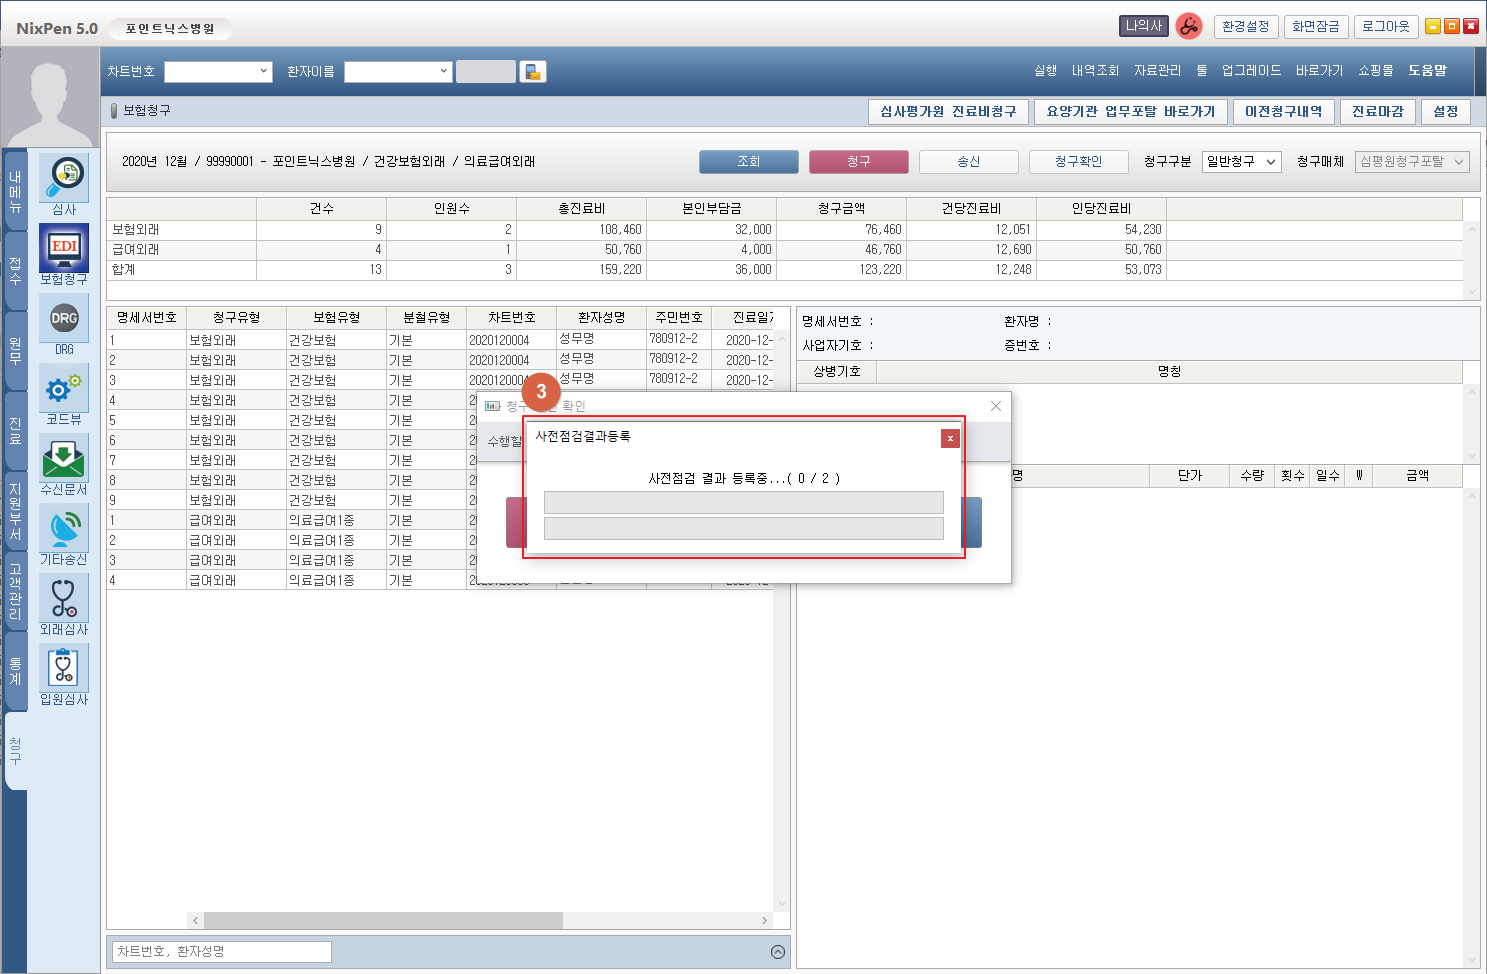 NixPen 5.0 포인트닉스병원 나의사 환경설정 화면잠금 로그아웃
차트번호 환자이름 실행 내역조회 자료관리 툴 업그레이드 바로가기 쇼핑몰 도움말
보험청구 심사평가원 진료비청구 요양기관 업무포탈 바로가기 이전청구내역 진료마감 설정
2020년 12월 / 99990001 - 포인트닉스병원 / 건강보험외래 / 의료급여외래 조회 청구 송신 청구확인 청구구분 일반청구 청구매체 심평원청구포탈
내메뉴
접수
원무
진료
지원부서
고객관리
통계
청구
심사
EDI
보험청구
DRG
DRG
코드뷰
수신문서
기타송신
외래심사
입원심사
건수 인원수 총진료비 본인부담금 청구금액 건당진료비 인당진료비
보험외래 9 2 108,460 32,000 76,460 12,051 54,230
급여외래 4 1 50,760 4,000 46,760 12,690 50,760
합계 13 3 159,220 36,000 123,220 12,248 53,073
명세서번호 청구유형 보험유형 분철유형 차트번호 환자성명 주민번호 진료일
1 보험외래 건강보험 기본 2020120004 성무명 780912-2 2020-12-
2 보험외래 건강보험 기본 2020120004 성무명 780912-2 2020-12-
3 보험외래 건강보험 기본 2020120004 성무명 780912-2 2020-12-
4 보험외래 건강보험 기본 20
5 보험외래 건강보험 기본 20
6 보험외래 건강보험 기본 20
7 보험외래 건강보험 기본 20
8 보험외래 건강보험 기본 20
9 보험외래 건강보험 기본 20
1 급여외래 의료급여1종 기본 20
2 급여외래 의료급여1종 기본 20
3 급여외래 의료급여1종 기본 20
4 급여외래 의료급여1종 기본
명세서번호 : 환자명 :
사업자기호 : 증번호 :
상병기호 명칭
명 단가 수량 횟수 일수 W 금액
3
청구 확인
수행할
사전점검결과등록
사전점검 결과 등록중...( 0 / 2 )
차트번호, 환자성명